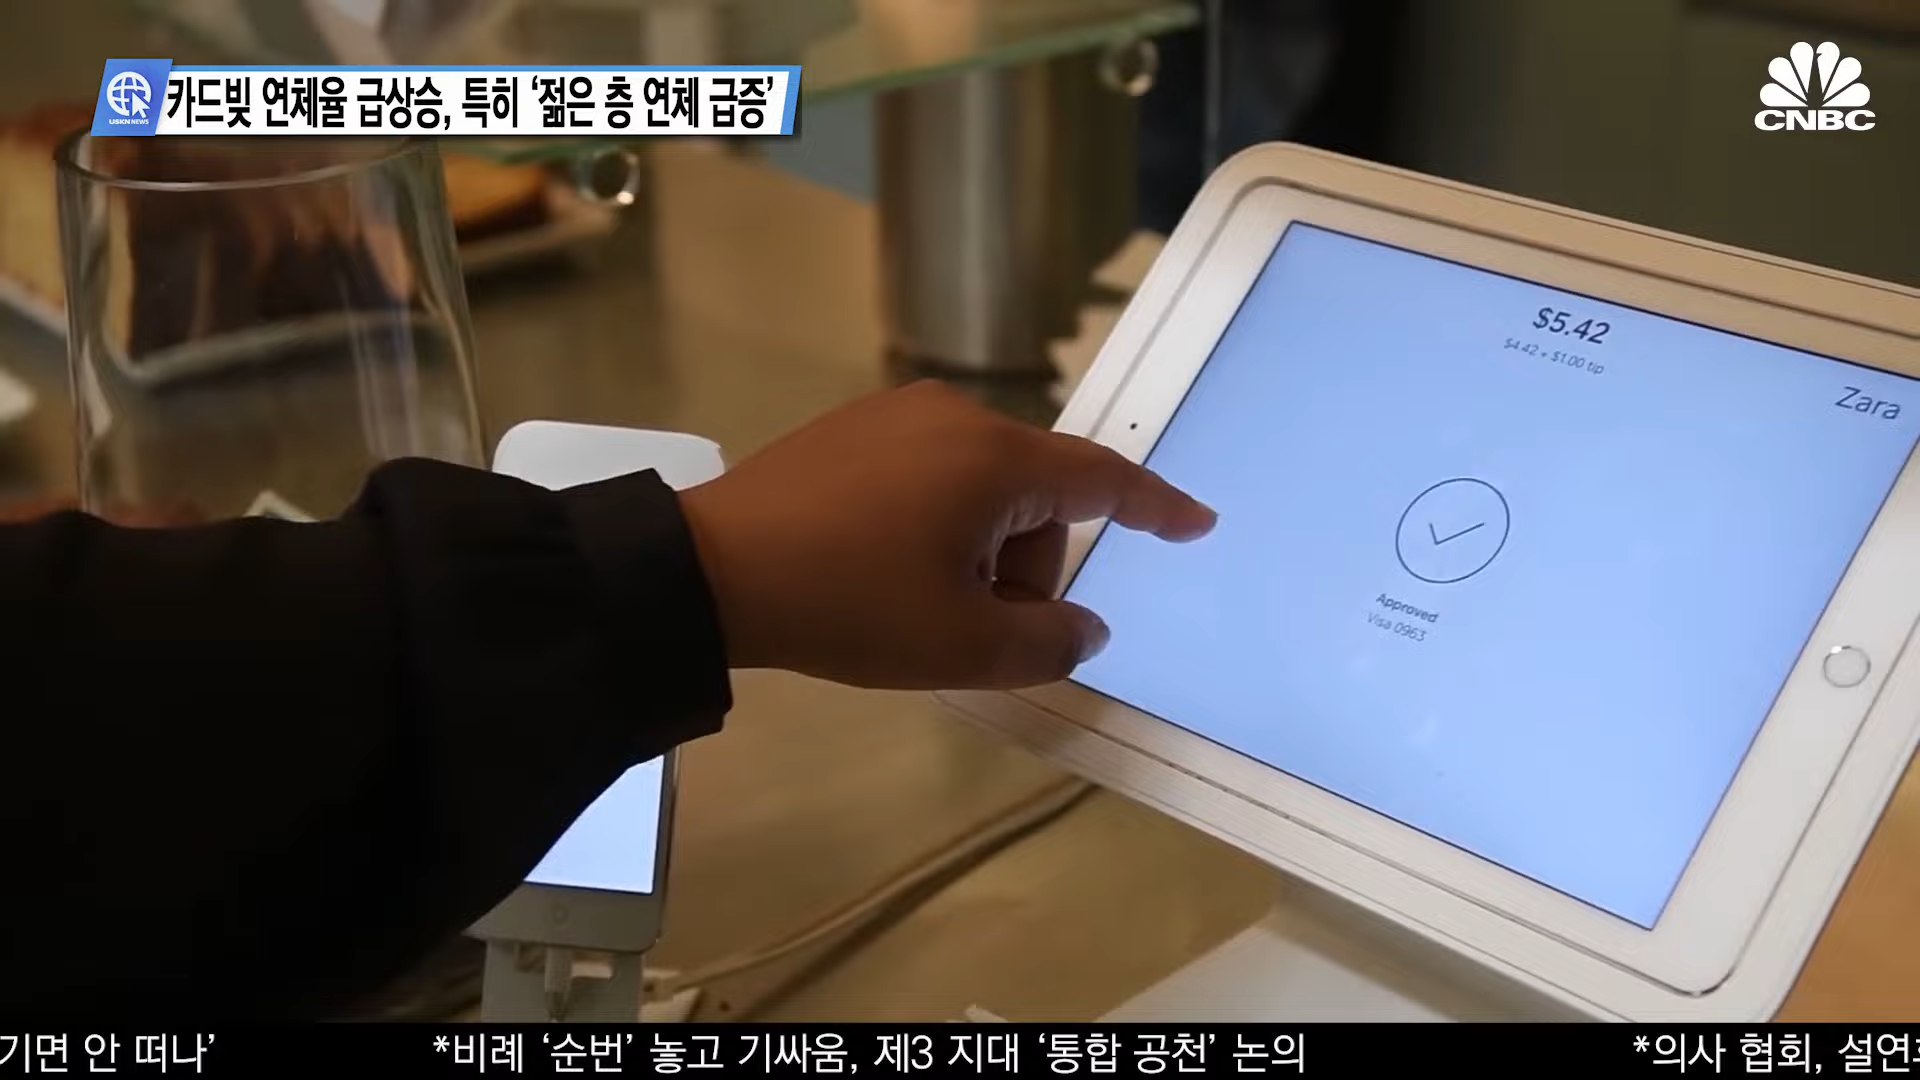 카드빚 연체율 급상승, 특히 ‘젊은 층 연체 급증’
USKN NEWS
CNBC
$5.42
$4.42 + $1.00 tip
Zara
Approved
Visa 0963
기면 안 떠나’ *비례 ‘순번’ 놓고 기싸움, 제3 지대 ‘통합 공천’ 논의 *의사 협회, 설연